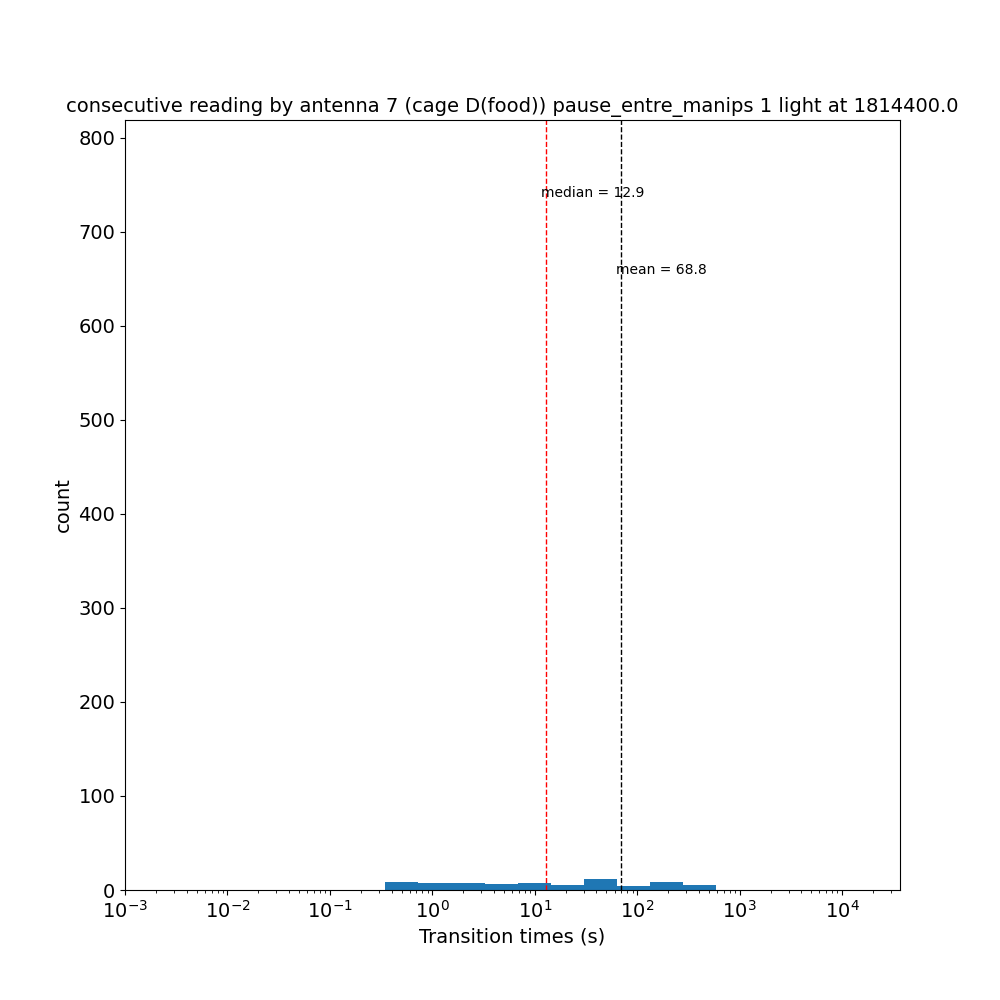 consecutive reading by antenna 7 (cage D(food)) pause_entre_manips 1 light at 1814400.0
800
median = 12.9
700
mean = 68.8
600
500
count
400
300
200
100
0
10⁻³ 10⁻² 10⁻¹ 10⁰ 10¹ 10² 10³ 10⁴
Transition times (s)